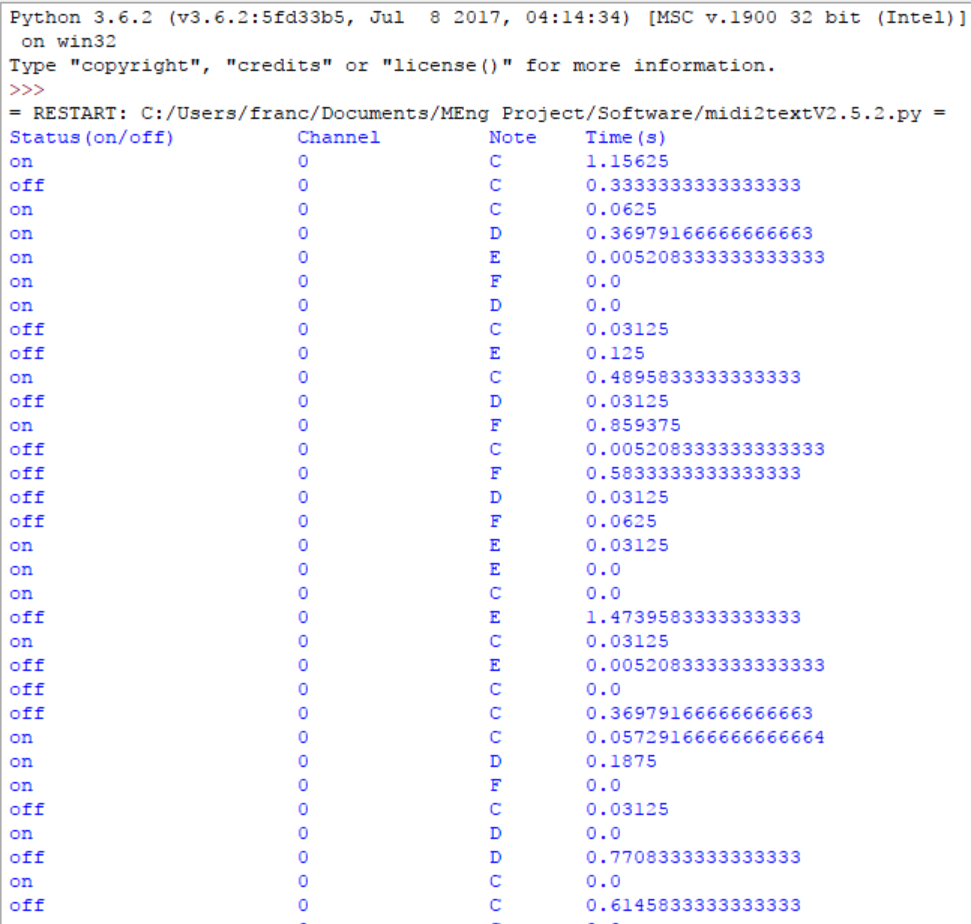 Python 3.6.2 (v3.6.2:5fd33b5, Jul  8 2017, 04:14:34) [MSC v.1900 32 bit (Intel)]
 on win32
Type "copyright", "credits" or "license()" for more information.
>>>
= RESTART: C:/Users/franc/Documents/MEng Project/Software/midi2textV2.5.2.py =
Status(on/off)	Channel	Note	Time(s)
on	0	C	1.15625
off	0	C	0.3333333333333333
on	0	C	0.0625
on	0	D	0.36979166666666663
on	0	E	0.005208333333333333
on	0	F	0.0
on	0	D	0.0
off	0	C	0.03125
off	0	E	0.125
on	0	C	0.4895833333333333
off	0	D	0.03125
on	0	F	0.859375
off	0	C	0.005208333333333333
off	0	F	0.5833333333333333
off	0	D	0.03125
off	0	F	0.0625
on	0	E	0.03125
on	0	E	0.0
on	0	C	0.0
off	0	E	1.4739583333333333
on	0	C	0.03125
off	0	E	0.005208333333333333
off	0	C	0.0
off	0	C	0.36979166666666663
on	0	C	0.057291666666666664
on	0	D	0.1875
on	0	F	0.0
off	0	C	0.03125
on	0	D	0.0
off	0	D	0.7708333333333333
on	0	C	0.0
off	0	C	0.6145833333333333